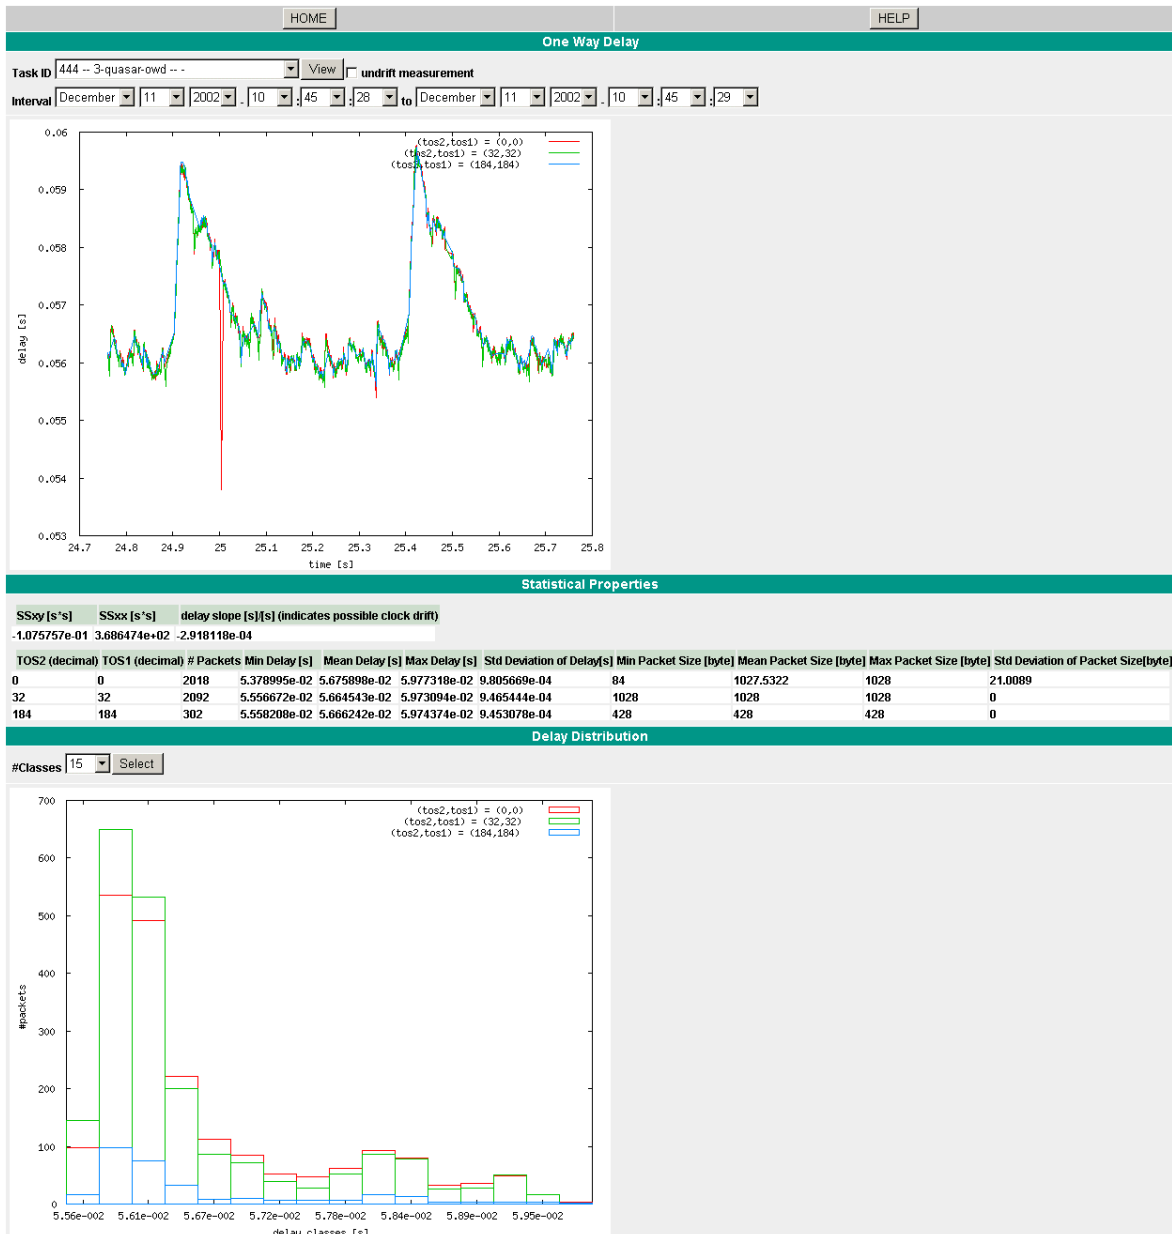 HOME HELP
One Way Delay
Task ID 444 -- 3-quasar-owd -- - View undrift measurement
Interval December 11 2002 - 10 : 45 : 28 to December 11 2002 - 10 : 45 : 29
(tos2,tos1) = (0,0)
(tos2,tos1) = (32,32)
(tos2,tos1) = (184,184)
0.06
0.059
0.058
0.057
0.056
0.055
0.054
0.053
delay [s]
24.7 24.8 24.9 25 25.1 25.2 25.3 25.4 25.5 25.6 25.7 25.8
time [s]
Statistical Properties
SSxy [s*s] SSxx [s*s] delay slope [s]/[s] (indicates possible clock drift)
-1.075757e-01 3.686474e+02 -2.918118e-04
TOS2 (decimal) TOS1 (decimal) # Packets Min Delay [s] Mean Delay [s] Max Delay [s] Std Deviation of Delay[s] Min Packet Size [byte] Mean Packet Size [byte] Max Packet Size [byte] Std Deviation of Packet Size[byte]
0 0 2018 5.378995e-02 5.675898e-02 5.977318e-02 9.805669e-04 84 1027.5322 1028 21.0089
32 32 2092 5.556672e-02 5.664543e-02 5.973094e-02 9.465444e-04 1028 1028 1028 0
184 184 302 5.558208e-02 5.666242e-02 5.974374e-02 9.453078e-04 428 428 428 0
Delay Distribution
#Classes 15 Select
(tos2,tos1) = (0,0)
(tos2,tos1) = (32,32)
(tos2,tos1) = (184,184)
700
600
500
400
300
200
100
0
#packets
5.56e-002 5.61e-002 5.67e-002 5.72e-002 5.78e-002 5.84e-002 5.89e-002 5.95e-002
delay classes [s]